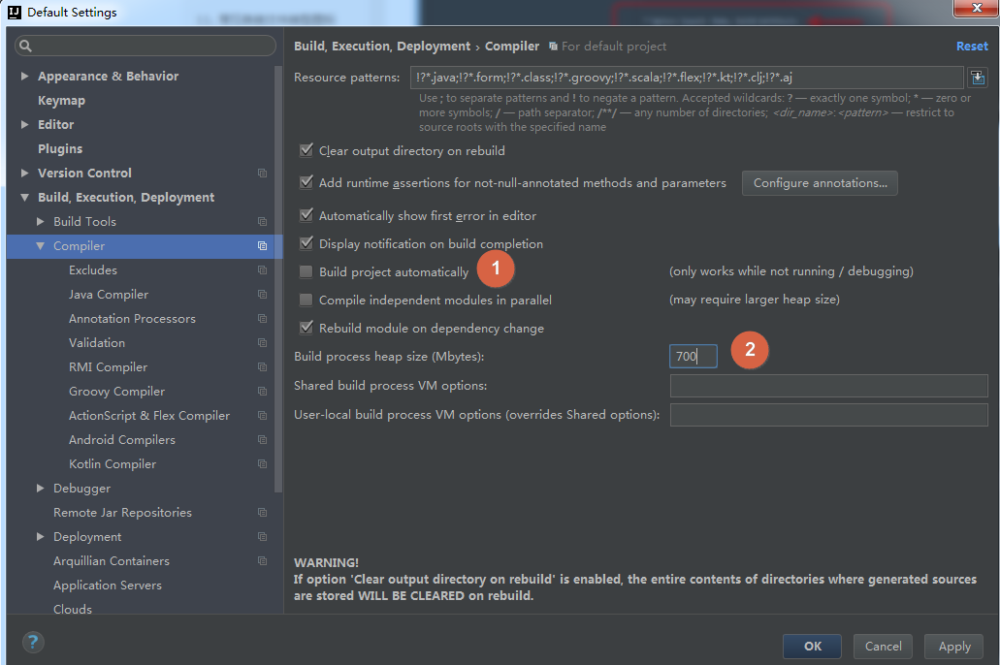 Default Settings
Build, Execution, Deployment › Compiler For default project Reset
Appearance & Behavior
Keymap
Editor
Plugins
Version Control
Build, Execution, Deployment
Build Tools
Compiler
Excludes
Java Compiler
Annotation Processors
Validation
RMI Compiler
Groovy Compiler
ActionScript & Flex Compiler
Android Compilers
Kotlin Compiler
Debugger
Remote Jar Repositories
Deployment
Arquillian Containers
Application Servers
Clouds
Resource patterns: !?*.java;!?*.form;!?*.class;!?*.groovy;!?*.scala;!?*.flex;!?*.kt;!?*.clj;!?*.aj
Use ; to separate patterns and ! to negate a pattern. Accepted wildcards: ? — exactly one symbol; * — zero or
more symbols; / — path separator; /**/ — any number of directories; <dir_name>:<pattern> — restrict to
source roots with the specified name
Clear output directory on rebuild
Add runtime assertions for not-null-annotated methods and parameters Configure annotations...
Automatically show first error in editor
Display notification on build completion
Build project automatically 1 (only works while not running / debugging)
Compile independent modules in parallel (may require larger heap size)
Rebuild module on dependency change
Build process heap size (Mbytes): 700 2
Shared build process VM options:
User-local build process VM options (overrides Shared options):
WARNING!
If option 'Clear output directory on rebuild' is enabled, the entire contents of directories where generated sources
are stored WILL BE CLEARED on rebuild.
? OK Cancel Apply